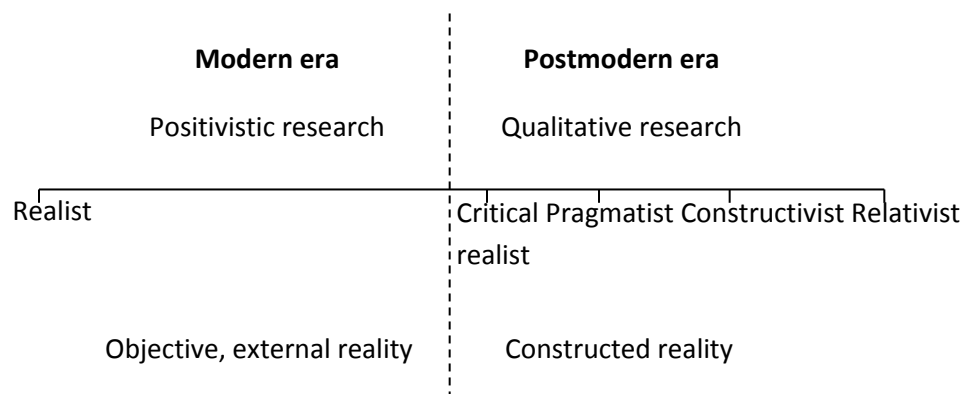 Modern era Postmodern era
Positivistic research Qualitative research
Realist Critical Pragmatist Constructivist Relativist
realist
Objective, external reality Constructed reality